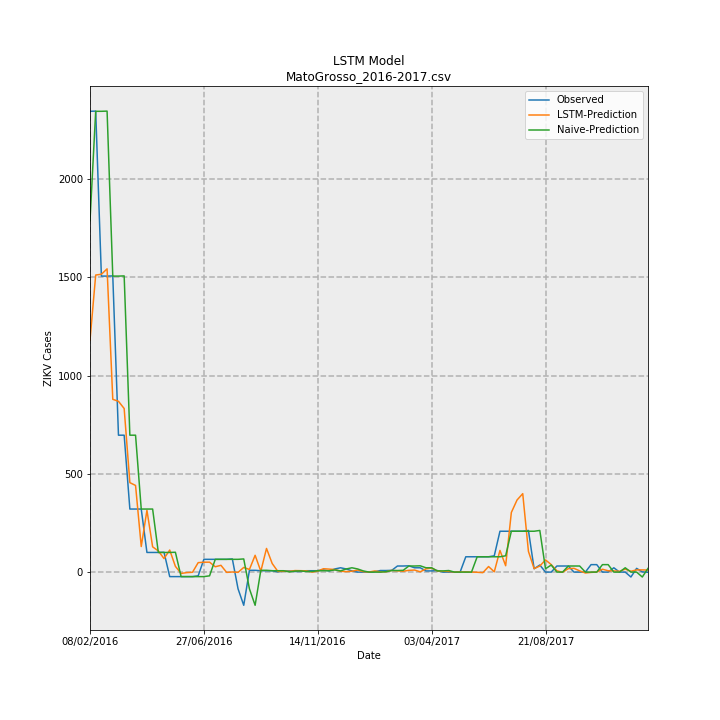 LSTM Model
MatoGrosso_2016-2017.csv
Observed
LSTM-Prediction
Naive-Prediction
2000
1500
1000
500
0
ZIKV Cases
08/02/2016
27/06/2016
14/11/2016
03/04/2017
21/08/2017
Date